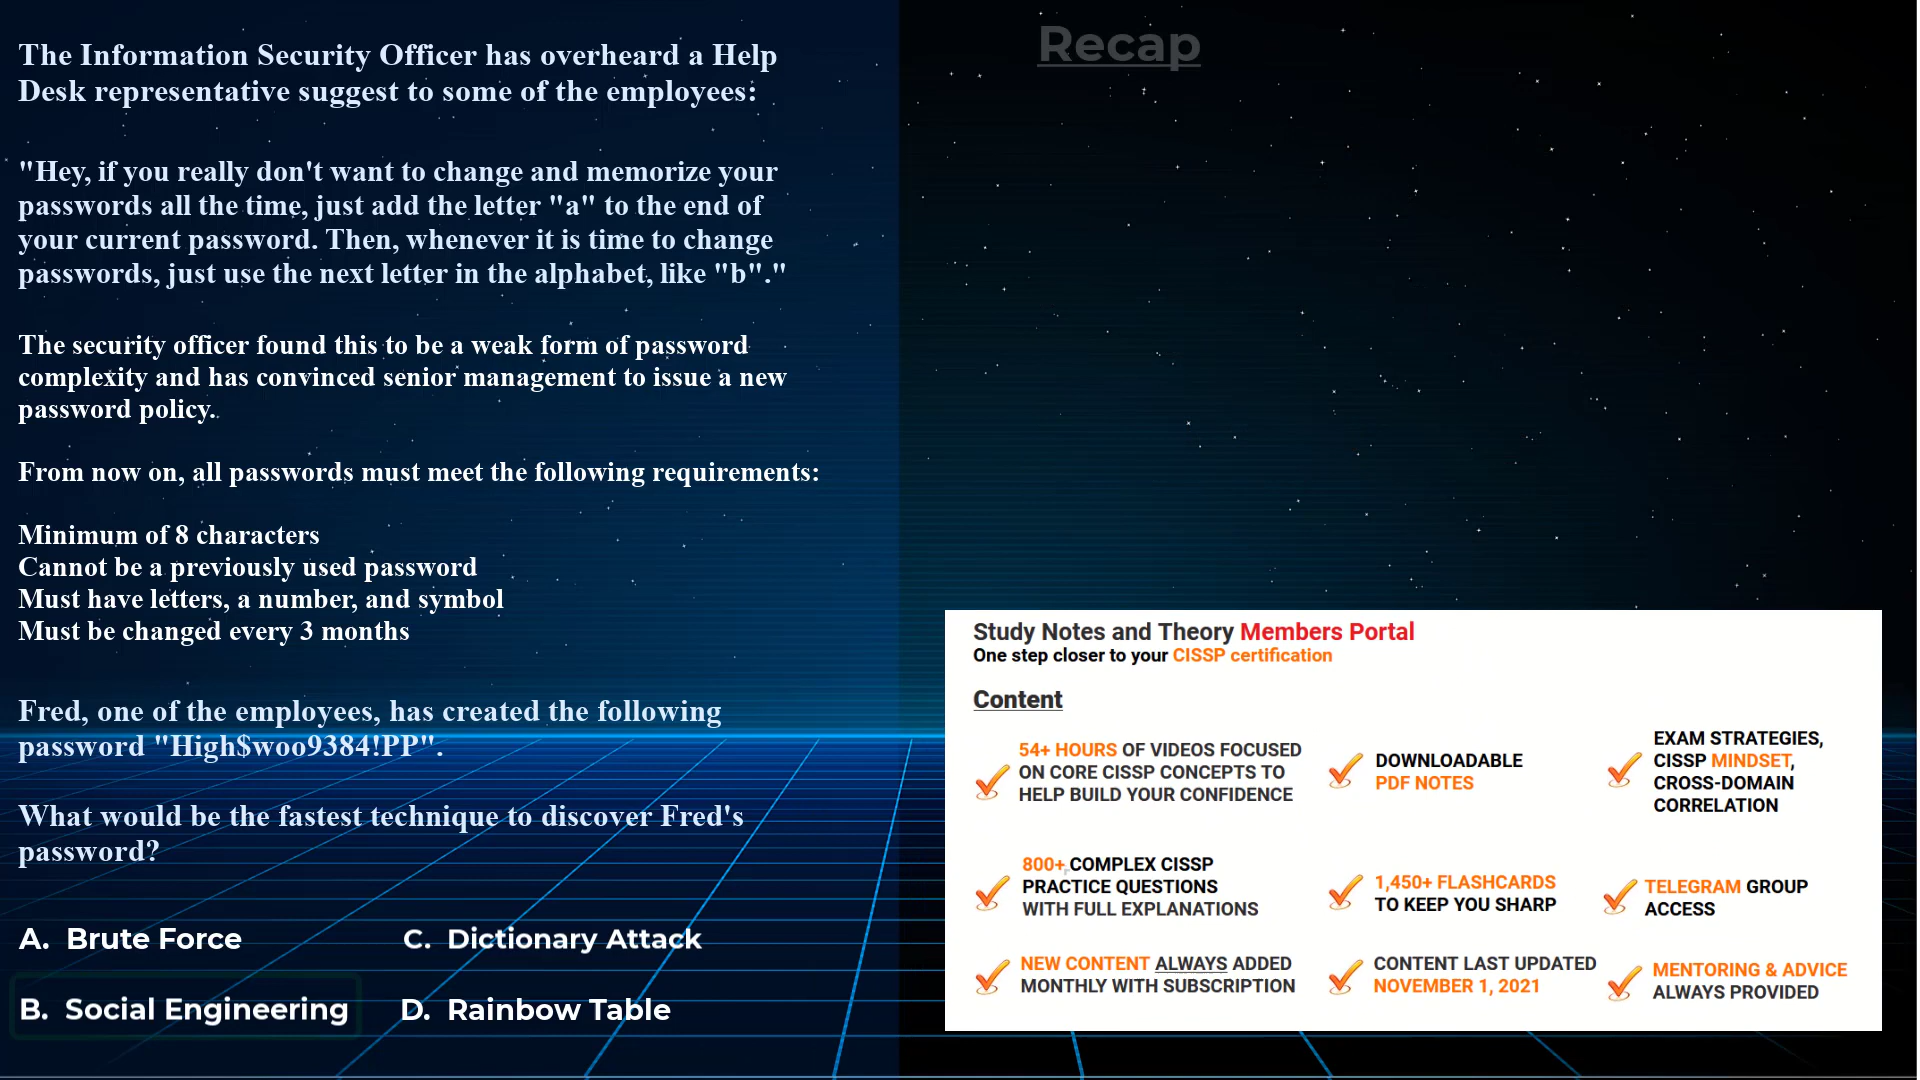 The Information Security Officer has overheard a Help
Desk representative suggest to some of the employees:
"Hey, if you really don't want to change and memorize your
passwords all the time, just add the letter "a" to the end of
your current password. Then, whenever it is time to change
passwords, just use the next letter in the alphabet, like "b"."
The security officer found this to be a weak form of password
complexity and has convinced senior management to issue a new
password policy.
From now on, all passwords must meet the following requirements:
Minimum of 8 characters
Cannot be a previously used password
Must have letters, a number, and symbol
Must be changed every 3 months
Fred, one of the employees, has created the following
password "High$woo9384!PP".
What would be the fastest technique to discover Fred's
password?
A. Brute Force
B. Social Engineering
C. Dictionary Attack
D. Rainbow Table
Recap
Study Notes and Theory Members Portal
One step closer to your CISSP certification
Content
54+ HOURS OF VIDEOS FOCUSED
ON CORE CISSP CONCEPTS TO
HELP BUILD YOUR CONFIDENCE
DOWNLOADABLE
PDF NOTES
EXAM STRATEGIES,
CISSP MINDSET,
CROSS-DOMAIN
CORRELATION
800+ COMPLEX CISSP
PRACTICE QUESTIONS
WITH FULL EXPLANATIONS
1,450+ FLASHCARDS
TO KEEP YOU SHARP
TELEGRAM GROUP
ACCESS
NEW CONTENT ALWAYS ADDED
MONTHLY WITH SUBSCRIPTION
CONTENT LAST UPDATED
NOVEMBER 1, 2021
MENTORING & ADVICE
ALWAYS PROVIDED